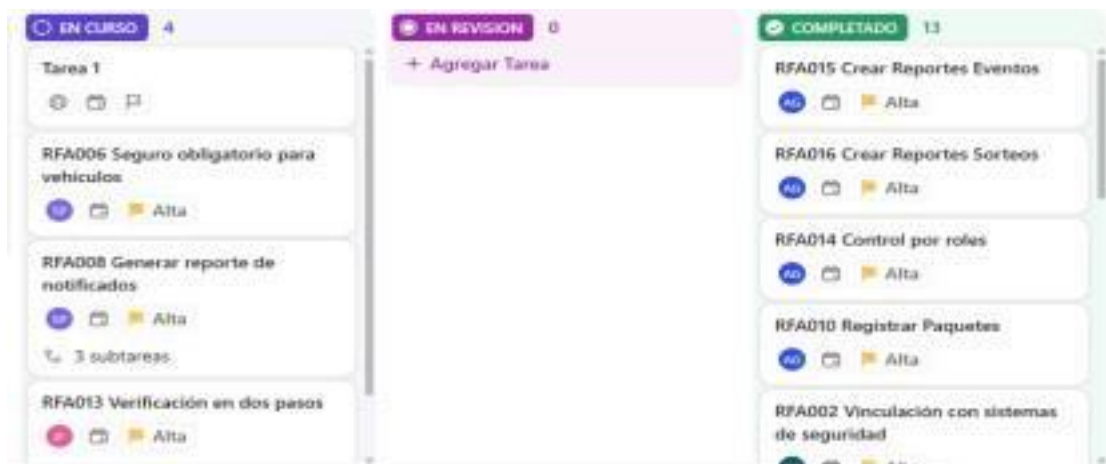 EN CURSO 4
Tarea 1
RFA006 Seguro obligatorio para
vehiculos
Alta
RFA008 Generar reporte de
notificados
Alta
3 subtareas
RFA013 Verificación en dos pasos
Alta
EN REVISION 0
+ Agregar Tarea
COMPLETADO 13
RFA015 Crear Reportes Eventos
AG Alta
RFA016 Crear Reportes Sorteos
Alta
RFA014 Control por roles
Alta
RFA010 Registrar Paquetes
Alta
RFA002 Vinculación con sistemas
de seguridad